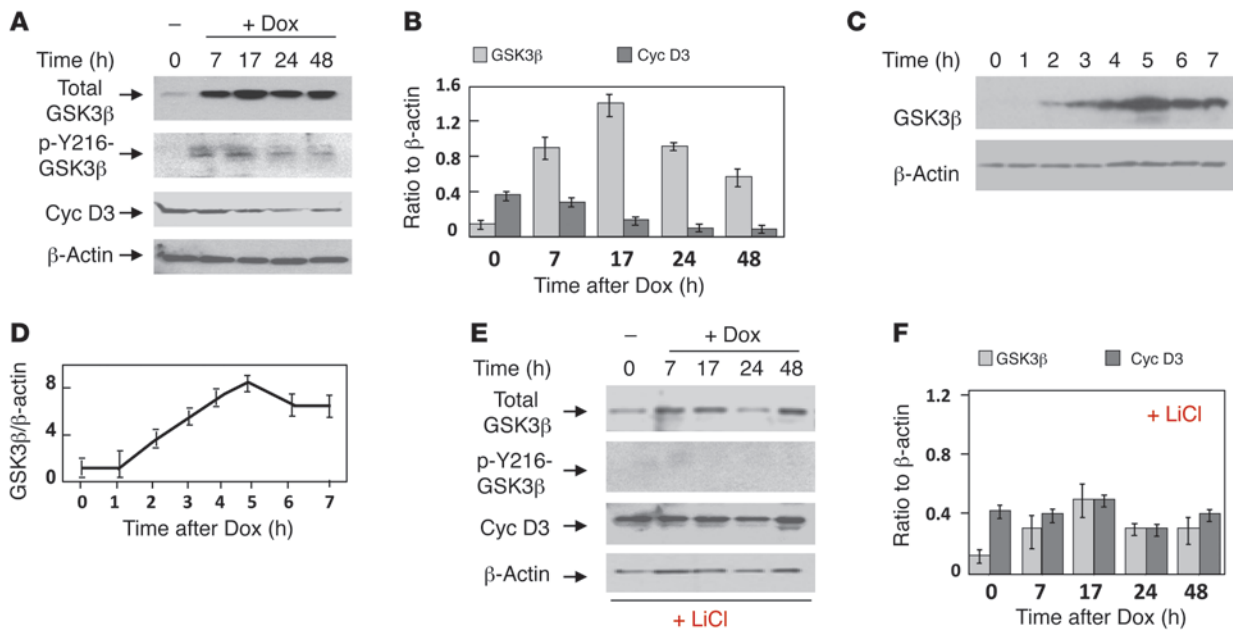 A
– + Dox
Time (h) 0 7 17 24 48
Total GSK3β
p-Y216-GSK3β
Cyc D3
β-Actin
B
GSK3β Cyc D3
Ratio to β-actin
1.6
1.2
0.8
0.4
0
0 7 17 24 48
Time after Dox (h)
C
Time (h) 0 1 2 3 4 5 6 7
GSK3β
β-Actin
D
GSK3β/β-actin
8
4
0
0 1 2 3 4 5 6 7
Time after Dox (h)
E
– + Dox
Time (h) 0 7 17 24 48
Total GSK3β
p-Y216-GSK3β
Cyc D3
β-Actin
+ LiCl
F
GSK3β Cyc D3
+ LiCl
Ratio to β-actin
1.2
0.8
0.4
0
0 7 17 24 48
Time after Dox (h)